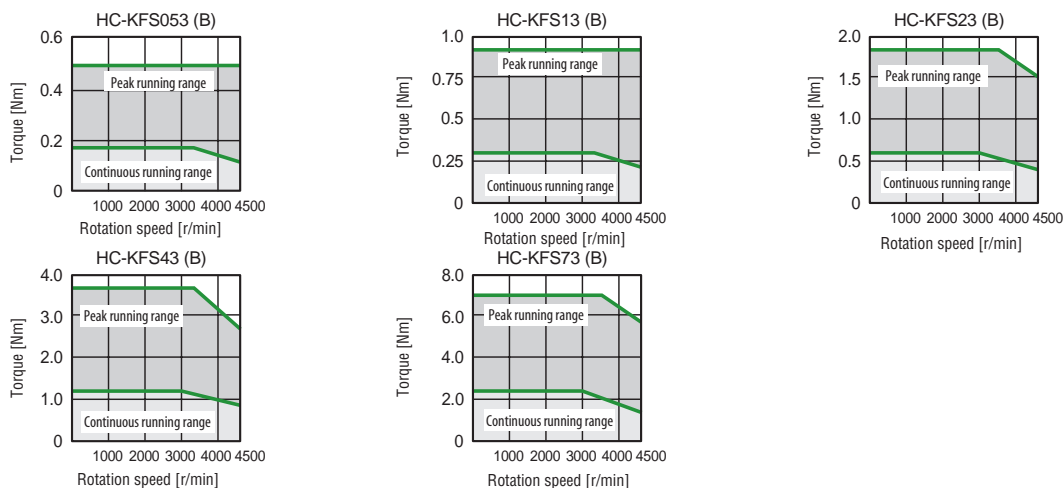 HC-KFS053 (B)
0.6
0.4
0.2
0
Torque [Nm]
Peak running range
Continuous running range
1000 2000 3000 4000 4500
Rotation speed [r/min]
HC-KFS13 (B)
1.0
0.75
0.5
0.25
0
Torque [Nm]
Peak running range
Continuous running range
1000 2000 3000 4000 4500
Rotation speed [r/min]
HC-KFS23 (B)
2.0
1.5
1.0
0.5
0
Torque [Nm]
Peak running range
Continuous running range
1000 2000 3000 4000 4500
Rotation speed [r/min]
HC-KFS43 (B)
4.0
3.0
2.0
1.0
0
Torque [Nm]
Peak running range
Continuous running range
1000 2000 3000 4000 4500
Rotation speed [r/min]
HC-KFS73 (B)
8.0
6.0
4.0
2.0
0
Torque [Nm]
Peak running range
Continuous running range
1000 2000 3000 4000 4500
Rotation speed [r/min]